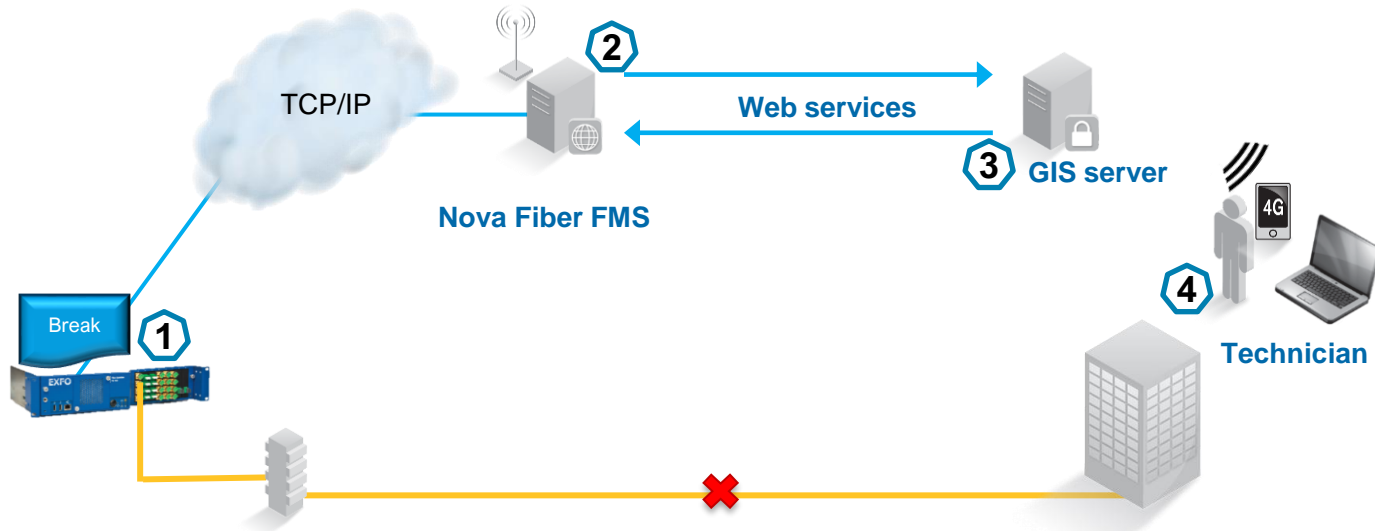 2
TCP/IP
Web services
3
GIS server
4G
Nova Fiber FMS
4
Break
1
Technician
EXFO